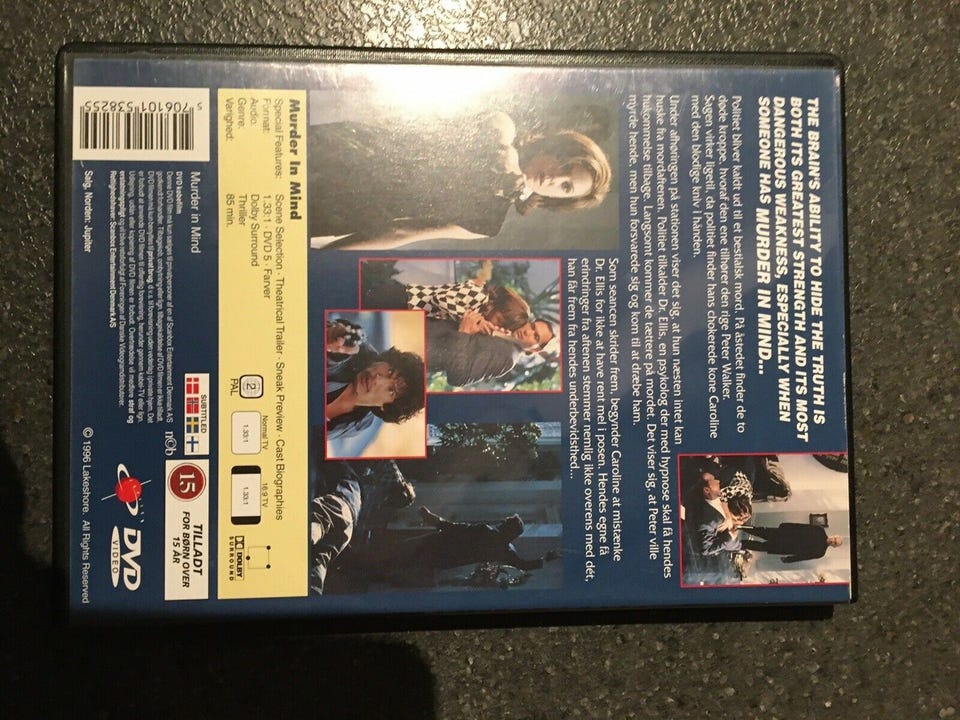 THE BRAIN'S ABILITY TO HIDE THE TRUTH IS
BOTH ITS GREATEST STRENGTH AND ITS MOST
DANGEROUS WEAKNESS, ESPECIALLY WHEN
SOMEONE HAS MURDER IN MIND...
Politiet bliver kaldt ud til et bestialsk mord. På åstedet finder de to
døde kroppe, hvoraf den ene tilhører den rige Peter Walker.
Sagen virker ligetil, da politiet finder hans chokerede kone Caroline
med den blodige kniv i hånden.
Under afhøringen på stationen viser det sig, at hun næsten intet kan
huske fra mordaftenen. Politiet tilkalder Dr. Ellis, en psykolog der med hypnose skal få hendes
hukommelse tilbage. Langsomt kommer de tættere på mordet. Det viser sig, at Peter ville
myrde hende, men hun forsvarede sig og kom til at dræbe ham.
Som seancen skrider frem, begynder Caroline at mistænke
Dr. Ellis for ikke at have rent mel i posen. Hendes egne få
erindringer fra aftenen stemmer nemlig ikke overens med dét,
han får frem fra hendes underbevidsthed...
Murder In Mind
Special Features: Scene Selection · Theatrical Trailer · Sneak Preview · Cast Biographies
Format: 1.33:1 · DVD 5 · Farver
Audio: Dolby Surround
Genre: Thriller
Varighed: 85 min.
2
PAL
Normal TV
1.33:1
16:9 TV
1.33:1
DOLBY
SURROUND
5 706101 538255
Murder in Mind
DVD købefilm
Rettighedshaver: Scanbox Entertainment Denmark A/S
Salg, Norden: Jupiter
SUBTITLED
ncb
15
TILLADT
FOR BØRN OVER
15 ÅR
DVD
VIDEO
© 1996 Lakeshore. All Rights Reserved